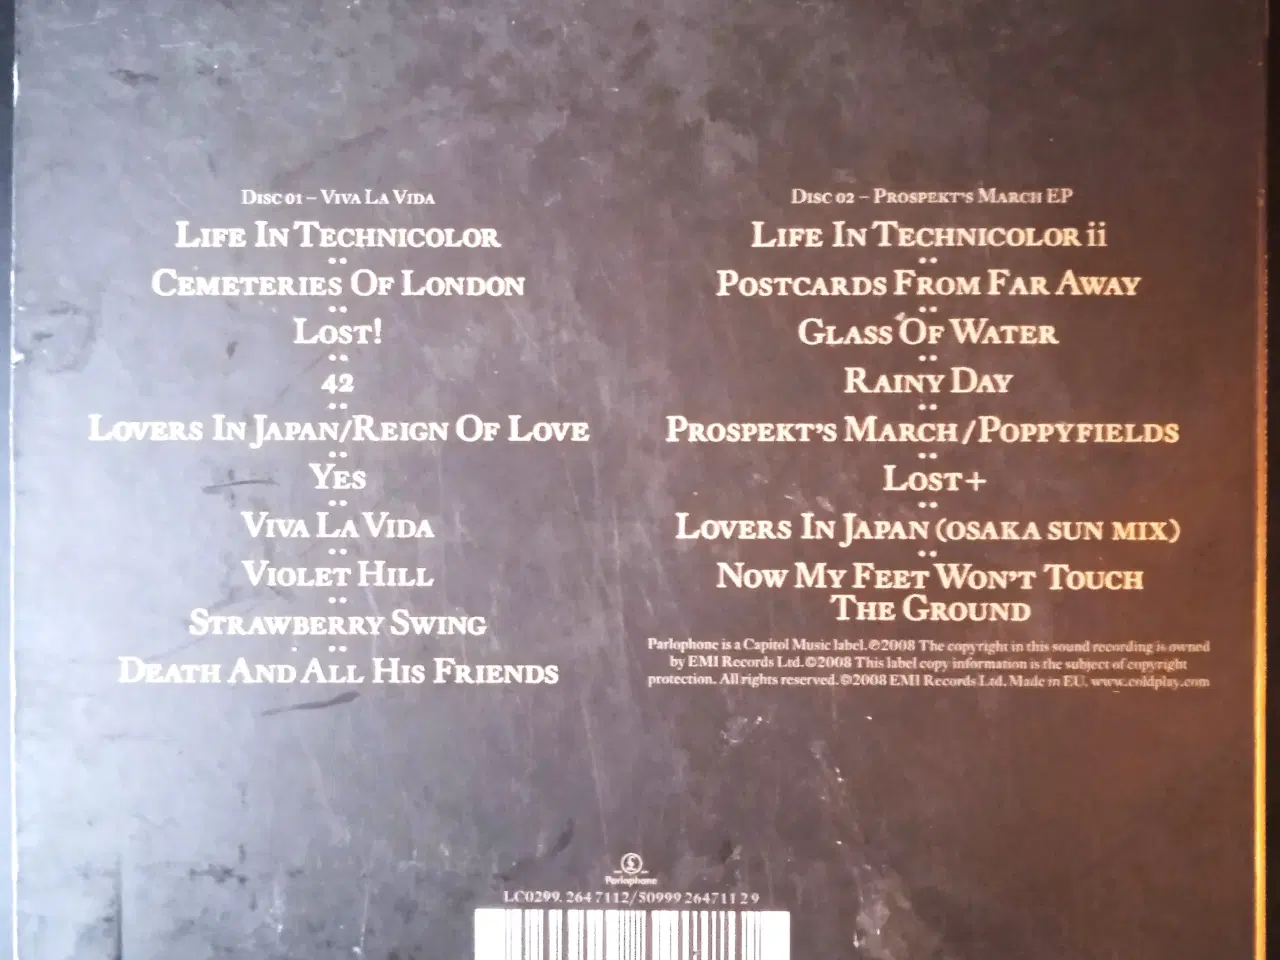 Disc 01 – Viva La Vida
Life In Technicolor
Cemeteries Of London
Lost!
42
Lovers In Japan/Reign Of Love
Yes
Viva La Vida
Violet Hill
Strawberry Swing
Death And All His Friends
Disc 02 – Prospekt's March EP
Life In Technicolor ii
Postcards From Far Away
Glass Of Water
Rainy Day
Prospekt's March/Poppyfields
Lost+
Lovers In Japan (Osaka Sun Mix)
Now My Feet Won't Touch
The Ground
Parlophone is a Capitol Music label. ℗2008 The copyright in this sound recording is owned
by EMI Records Ltd. ©2008 This label copy information is the subject of copyright
protection. All rights reserved. ©2008 EMI Records Ltd. Made in EU. www.coldplay.com
£
Parlophone
LC0299. 264 7112/50999 26471129